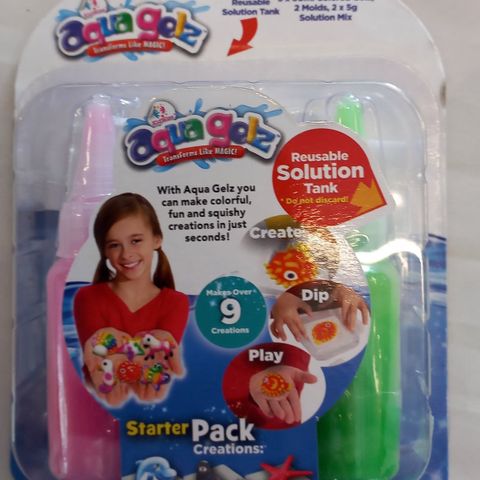 aqua gelz
Transforms Like MAGIC!
Reusable
Solution Tank
2 Molds, 2 x 5g
Solution Mix
aqua gelz
Transforms Like MAGIC!
Reusable
Solution
Tank
*Do not discard!*
With Aqua Gelz you
can make colorful,
fun and squishy
creations in just
seconds!
Create
Dip
Makes Over
9
Creations
Play
Starter Pack
Creations: